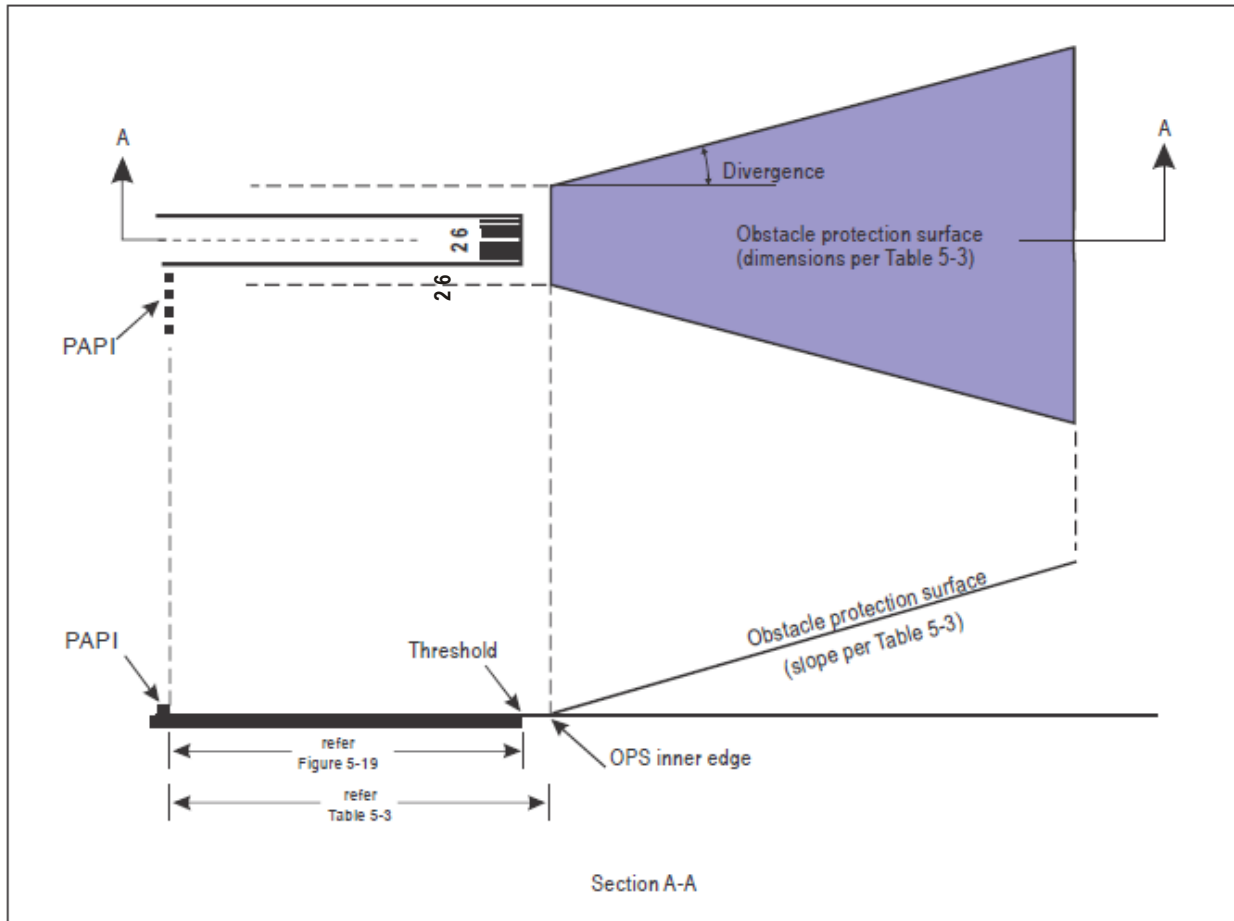 A
A
Divergence
Obstacle protection surface
(dimensions per Table 5-3)
26
26
PAPI
Obstacle protection surface
(slope per Table 5-3)
PAPI
Threshold
refer
Figure 5-19
OPS inner edge
refer
Table 5-3
Section A-A